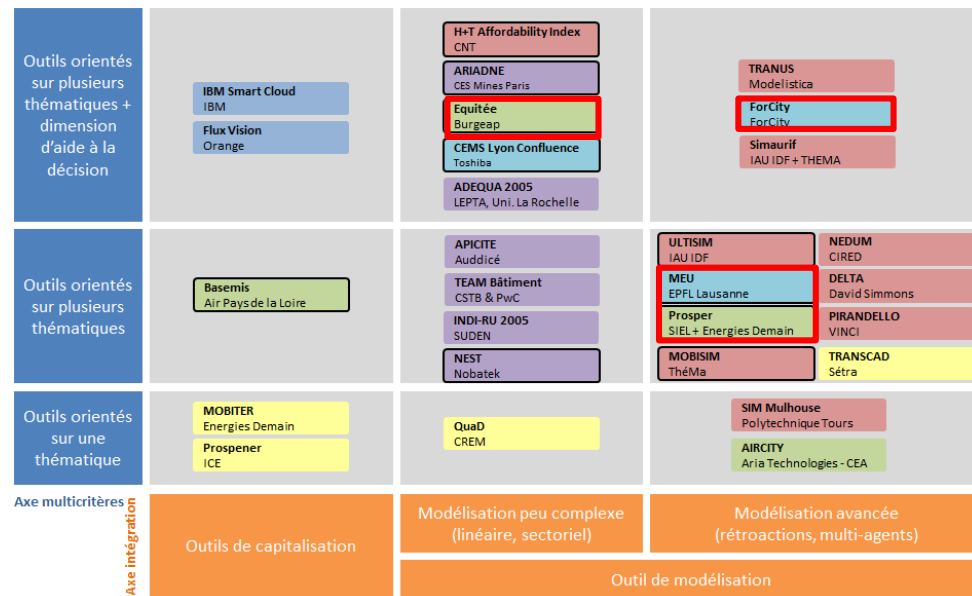 Outils orientés
sur plusieurs
thématiques +
dimension
d'aide à la
décision
IBM Smart Cloud
IBM
Flux Vision
Orange
H+T Affordability Index
CNT
ARIADNE
CES Mines Paris
Equitée
Burgeap
CEMS Lyon Confluence
Toshiba
ADEQUA 2005
LEPTA, Uni. La Rochelle
TRANUS
Modelistica
ForCity
ForCity
Simaurif
IAU IDF + THEMA
Outils orientés
sur plusieurs
thématiques
Basemis
Air Pays de la Loire
APICITE
Auddicé
TEAM Bâtiment
CSTB & PwC
INDI-RU 2005
SUDEN
NEST
Nobatek
ULTISIM
IAU IDF
MEU
EPFL Lausanne
Prosper
SIEL + Energies Demain
MOBISIM
ThéMa
NEDUM
CIRED
DELTA
David Simmons
PIRANDELLO
VINCI
TRANSCAD
Sétra
Outils orientés
sur une
thématique
MOBITER
Energies Demain
Prospener
ICE
QuaD
CREM
SIM Mulhouse
Polytechnique Tours
AIRCITY
Aria Technologies - CEA
Axe multicritères
Axe intégration
Outils de capitalisation
Modélisation peu complexe
(linéaire, sectoriel)
Modélisation avancée
(rétroactions, multi-agents)
Outil de modélisation